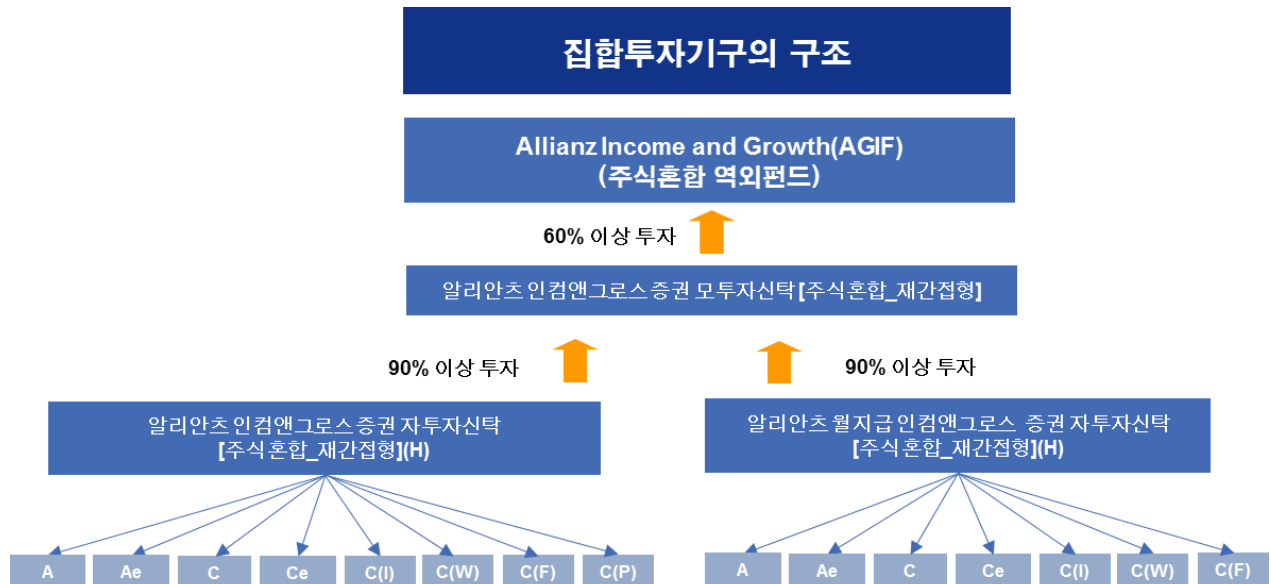 집합투자기구의 구조
Allianz Income and Growth(AGIF)
(주식혼합 역외펀드)
60% 이상 투자
알리안츠 인컴앤그로스 증권 모투자신탁[주식혼합_재간접형]
90% 이상 투자
90% 이상 투자
알리안츠 인컴앤그로스 증권 자투자신탁
[주식혼합_재간접형](H)
알리안츠 월지급 인컴앤그로스 증권 자투자신탁
[주식혼합_재간접형](H)
A Ae C Ce C(I) C(W) C(F) C(P)
A Ae C Ce C(I) C(W) C(F)